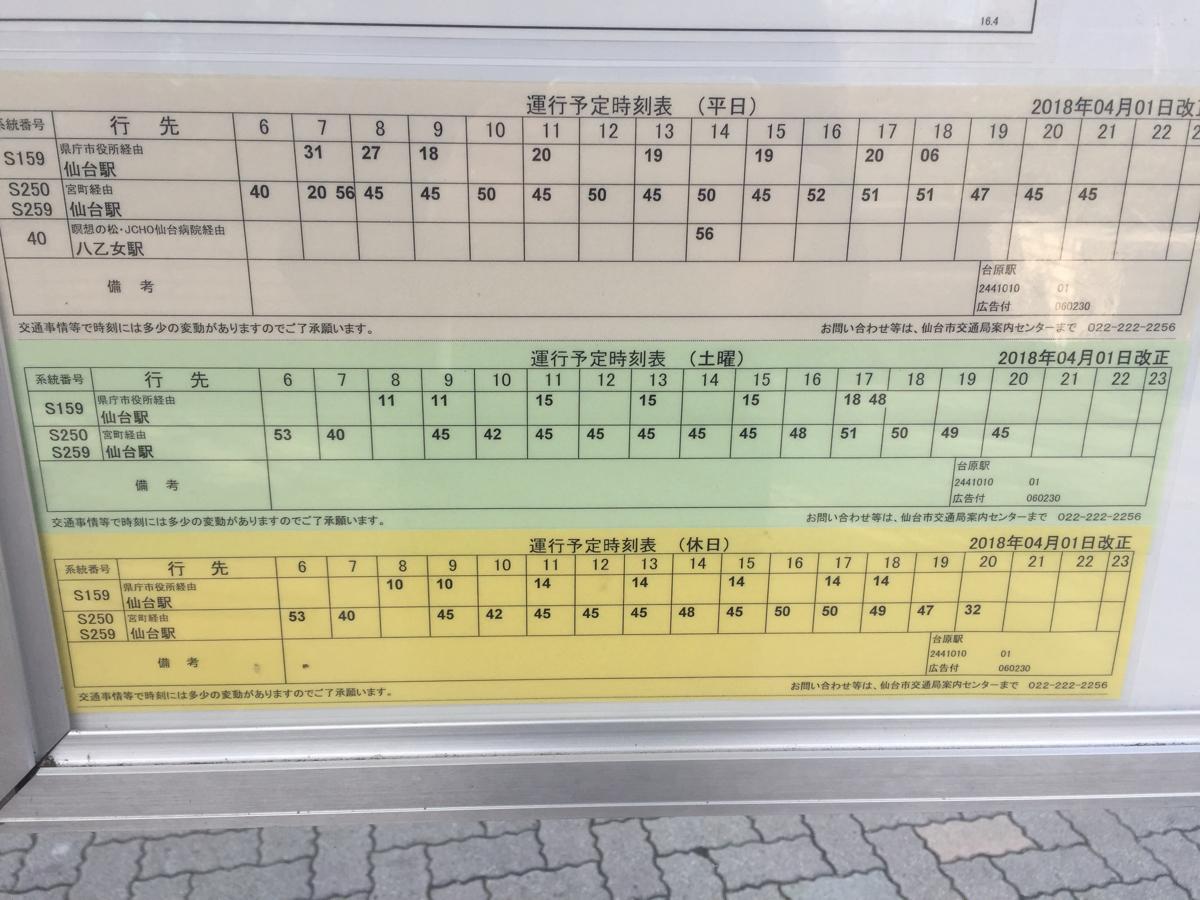 16.4
運行予定時刻表 （平日） 2018年04月01日改正
系統番号 行 先 6 7 8 9 10 11 12 13 14 15 16 17 18 19 20 21 22
S159 県庁市役所経由 31 27 18 20 19 19 20 06
仙台駅
S250 宮町経由 40 20 56 45 45 50 45 50 45 50 45 52 51 51 47 45 45
S259 仙台駅
40 瞑想の松・JCHO仙台病院経由 56
八乙女駅
備 考 台原駅
2441010 01
広告付 060230
交通事情等で時刻には多少の変動がありますのでご了承願います。 お問い合わせ等は、仙台市交通局案内センターまで 022-222-2256
運行予定時刻表 （土曜） 2018年04月01日改正
系統番号 行 先 6 7 8 9 10 11 12 13 14 15 16 17 18 19 20 21 22 23
S159 県庁市役所経由 11 11 15 15 15 18 48
仙台駅
S250 宮町経由 53 40 45 42 45 45 45 45 45 48 51 50 49 45
S259 仙台駅
備 考 台原駅
2441010 01
広告付 060230
交通事情等で時刻には多少の変動がありますのでご了承願います。 お問い合わせ等は、仙台市交通局案内センターまで 022-222-2256
運行予定時刻表 （休日） 2018年04月01日改正
系統番号 行 先 6 7 8 9 10 11 12 13 14 15 16 17 18 19 20 21 22 23
S159 県庁市役所経由 10 10 14 14 14 14 14
仙台駅
S250 宮町経由 53 40 45 42 45 45 45 48 45 50 50 49 47 32
S259 仙台駅
備 考 台原駅
2441010 01
広告付 060230
交通事情等で時刻には多少の変動がありますのでご了承願います。 お問い合わせ等は、仙台市交通局案内センターまで 022-222-2256